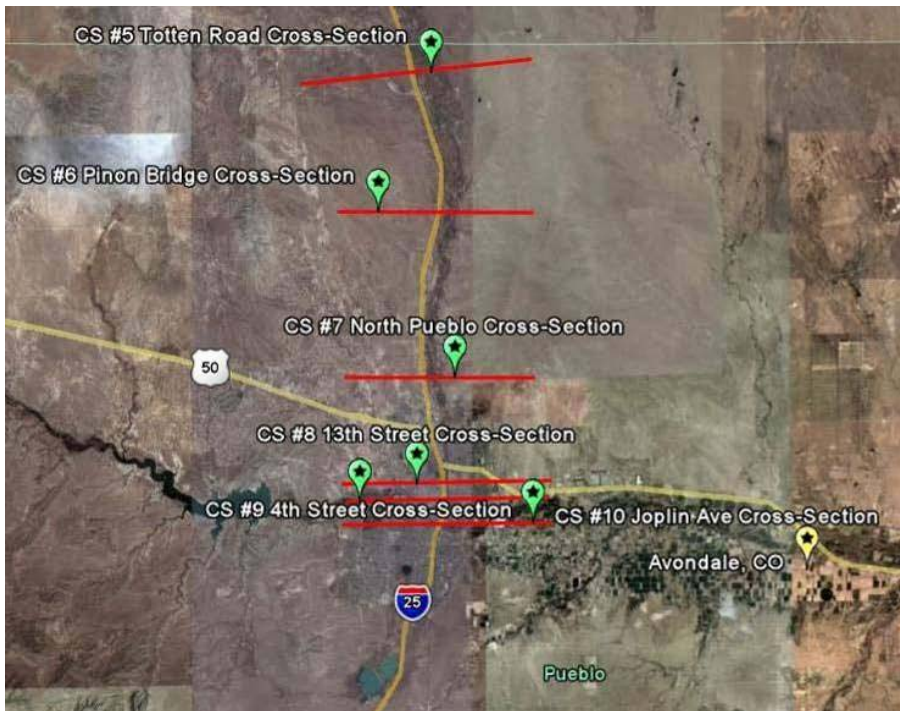 CS #5 Totten Road Cross-Section
CS #6 Pinon Bridge Cross-Section
CS #7 North Pueblo Cross-Section
50
CS #8 13th Street Cross-Section
CS #9 4th Street Cross-Section
CS #10 Joplin Ave Cross-Section
Avondale, CO
25
Pueblo